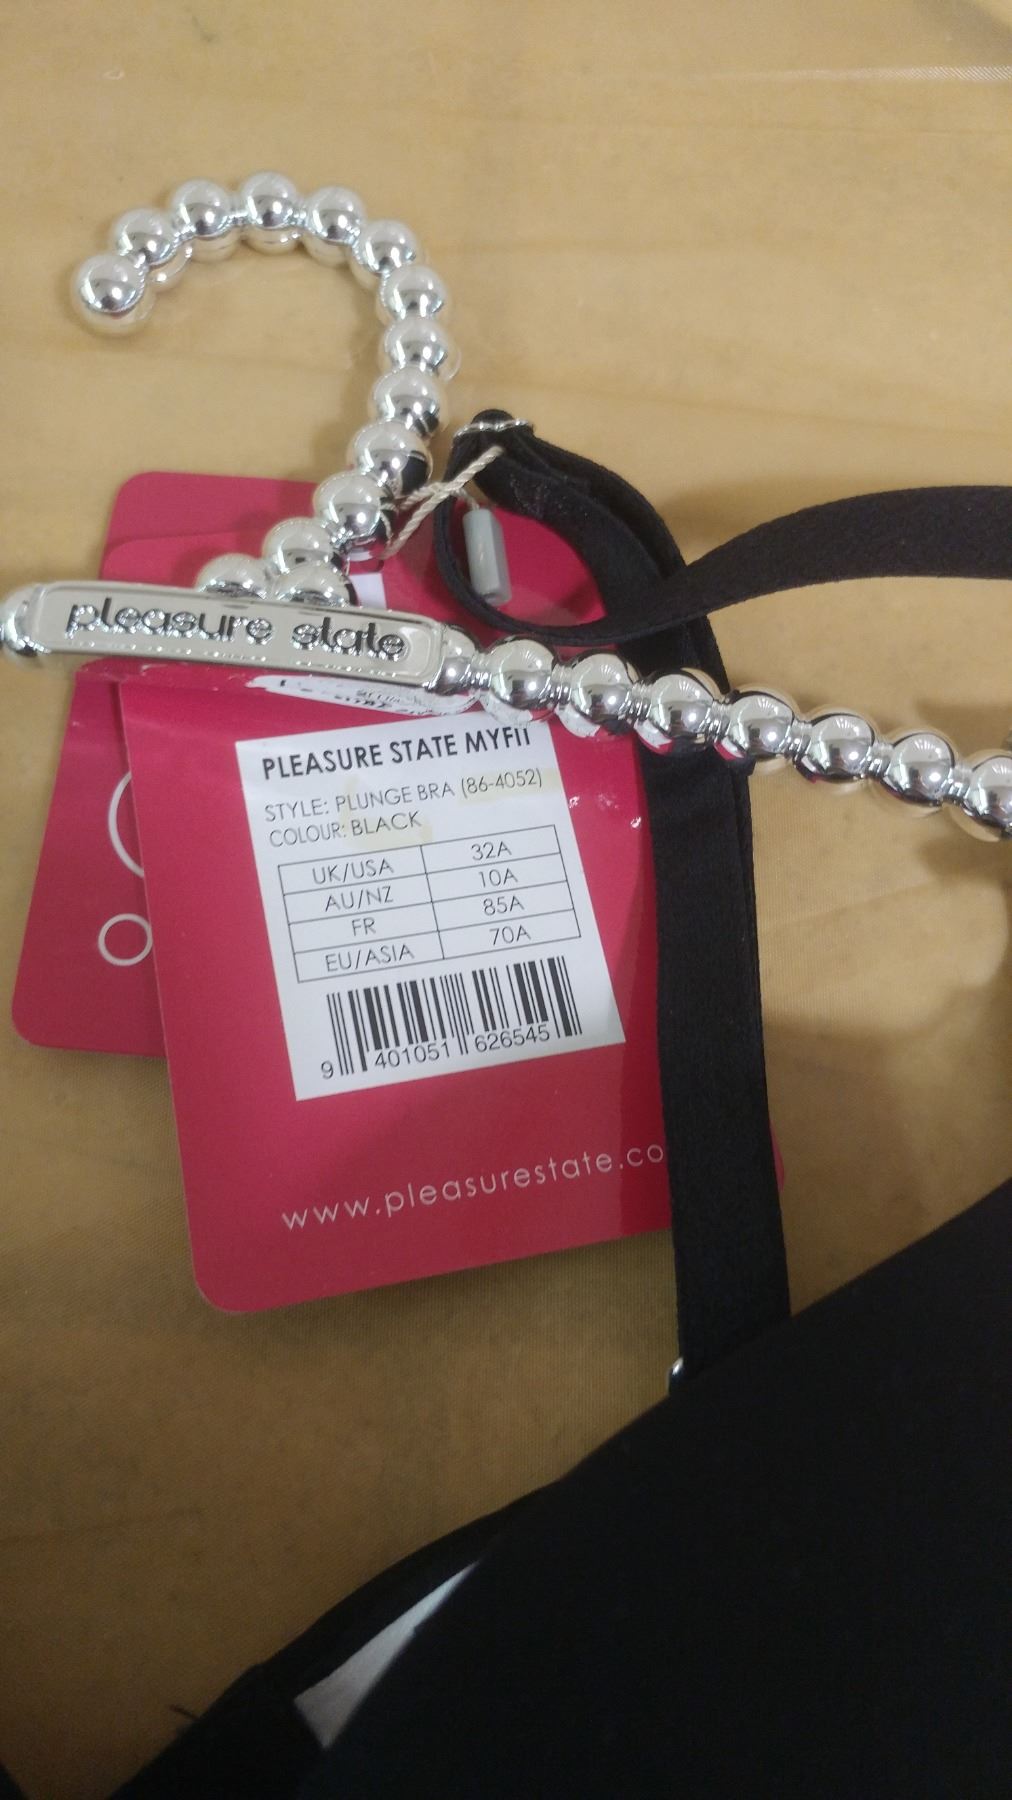 pleasure state
PLEASURE STATE MYFIT
STYLE: PLUNGE BRA (86-4052)
COLOUR: BLACK
UK/USA 32A
AU/NZ 10A
FR 85A
EU/ASIA 70A
9 401051 626545
www.pleasurestate.co